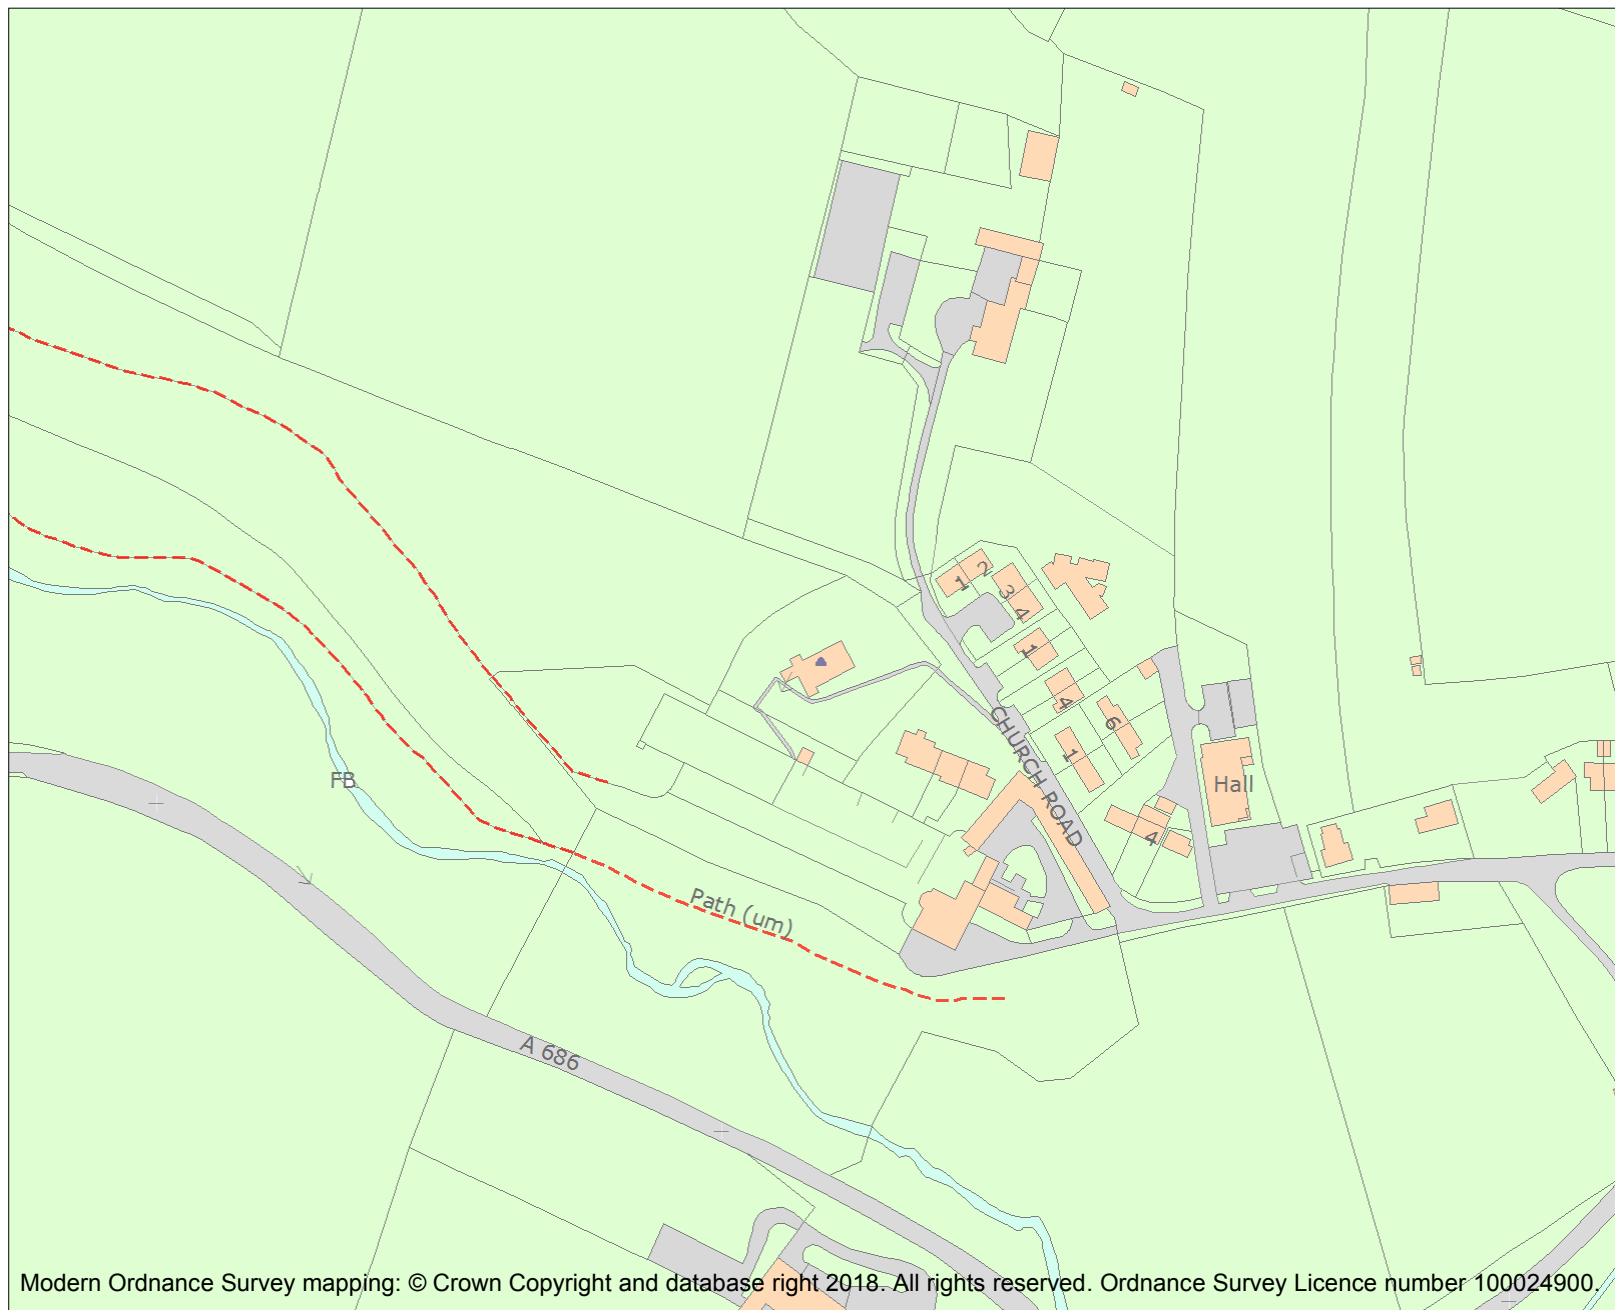 1
2
3
4
1
4
6
1
CHURCH ROAD
Hall
FB
4
Path (um)
A 686
Modern Ordnance Survey mapping: © Crown Copyright and database right 2018. All rights reserved. Ordnance Survey Licence number 100024900.